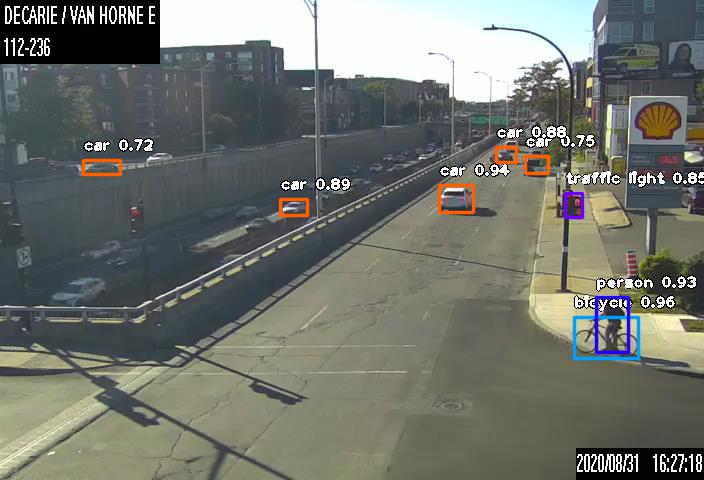 DECARIE / VAN HORNE E
112-236
car 0.72
car 0.89
car 0.94
car 0.88
car 0.75
traffic light 0.85
person 0.93
bicycle 0.96
2020/08/31 16:27:18